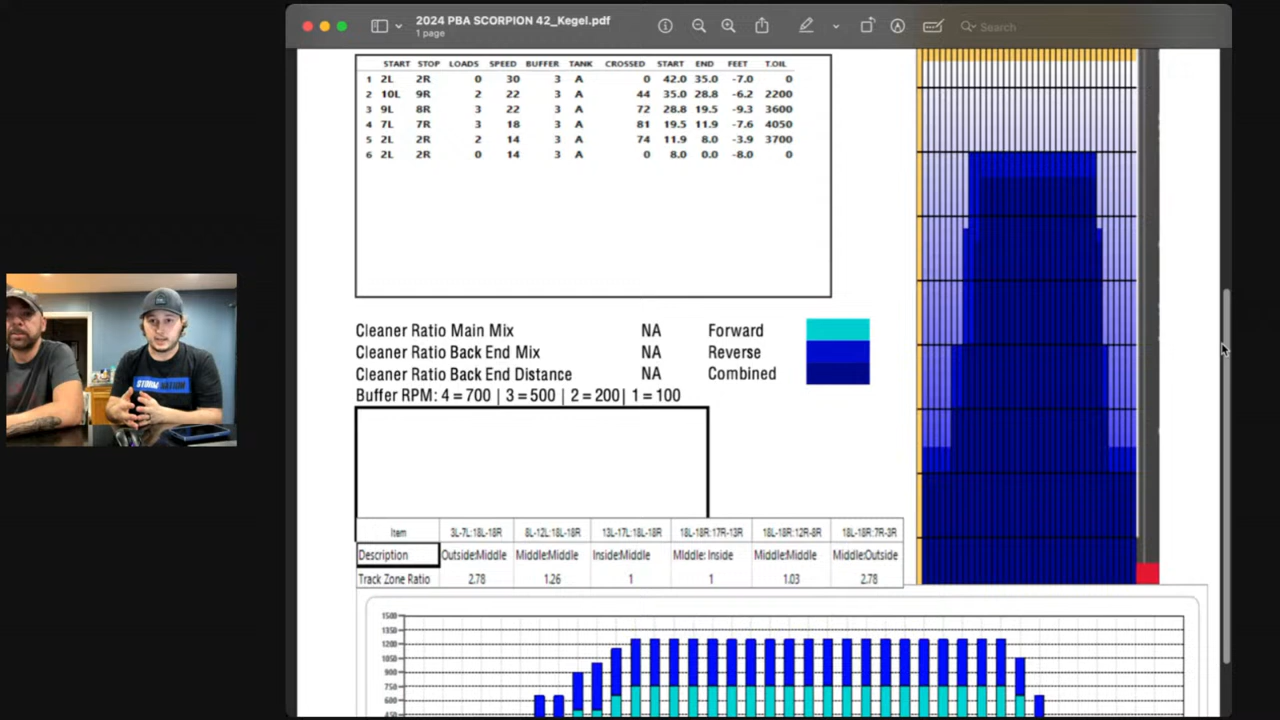 2024 PBA SCORPION 42_Kegel.pdf
1 page
Search
START STOP LOADS SPEED BUFFER TANK CROSSED START END FEET T.OIL
1 2L 2R 0 30 3 A 0 42.0 35.0 -7.0 0
2 10L 9R 2 22 3 A 44 35.0 28.8 -6.2 2200
3 9L 8R 3 22 3 A 72 28.8 19.5 -9.3 3600
4 7L 7R 3 18 3 A 81 19.5 11.9 -7.6 4050
5 2L 2R 2 14 3 A 74 11.9 8.0 -3.9 3700
6 2L 2R 0 14 3 A 0 8.0 0.0 -8.0 0
STORM NATION
Cleaner Ratio Main Mix NA Forward
Cleaner Ratio Back End Mix NA Reverse
Cleaner Ratio Back End Distance NA Combined
Buffer RPM: 4 = 700 | 3 = 500 | 2 = 200| 1 = 100
Item 3L-7L:18L-18R 8L-12L:18L-18R 13L-17L:18L-18R 18L-18R:17R-13R 18L-18R:12R-8R 18L-18R:7R-3R
Description Outside:Middle Middle:Middle Inside:Middle MIddle: Inside Middle:Middle Middle:Outside
Track Zone Ratio 2.78 1.26 1 1 1.03 2.78
1500
1350
1200
1050
900
750
600
450